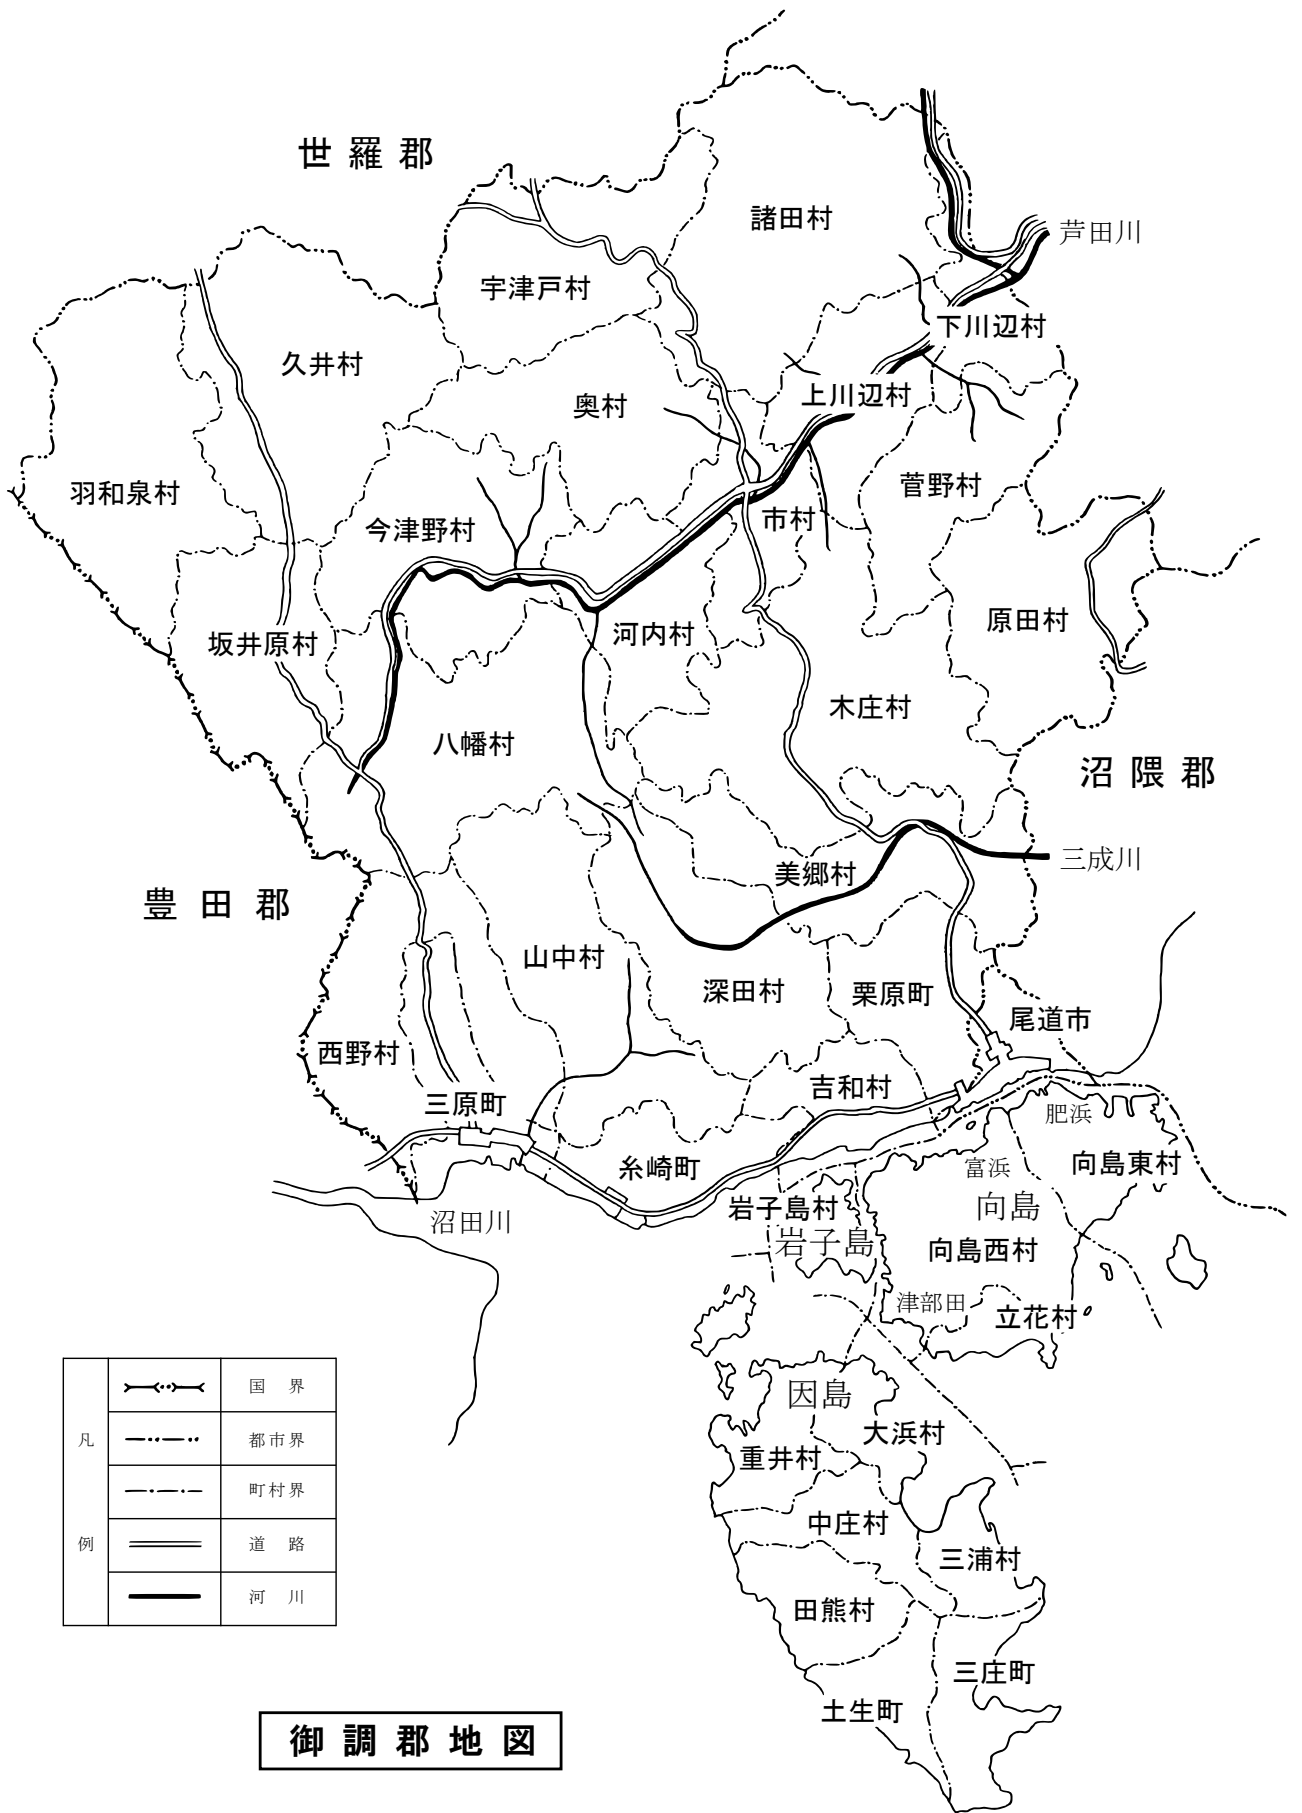 世羅郡
諸田村
芦田川
宇津戸村
下川辺村
久井村
上川辺村
奥村
羽和泉村
菅野村
今津野村
市村
原田村
河内村
坂井原村
木庄村
八幡村
沼隈郡
三成川
美郷村
豊田郡
山中村
深田村
栗原町
尾道市
西野村
吉和村
三原町
肥浜
糸崎町
富浜
向島東村
岩子島村
向島
沼田川
岩子島
向島西村
津部田
立花村
因島
大浜村
重井村
中庄村
三浦村
田熊村
三庄町
土生町
凡例
国界
都市界
町村界
道路
河川
御調郡地図